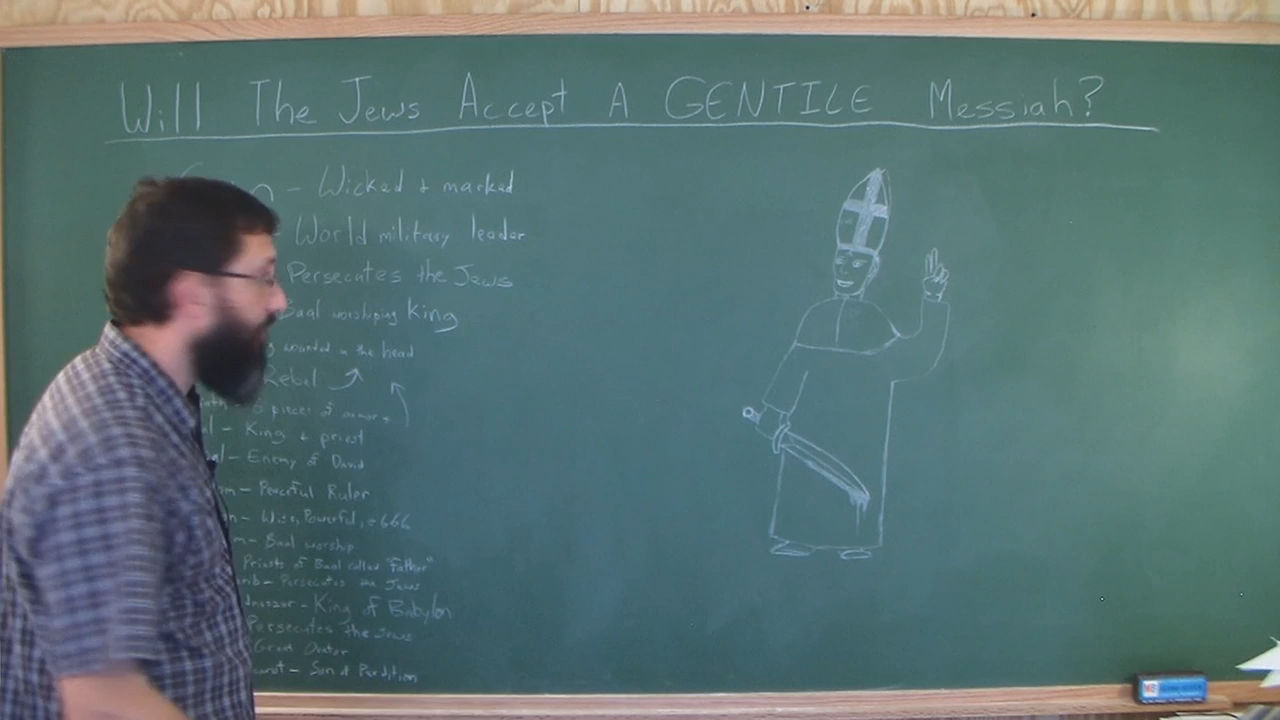 Will The Jews Accept A GENTILE Messiah?
- Wicked + marked
World military leader
Persecutes the Jews
Baal worshiping King
wounded in the head
Rebel
pieces of armor
- King + priest
- Enemy of David
- Peaceful Ruler
- Wise, Powerful, 666
- Baal worship
Priests of Baal called "Father"
- Persecutes the Jews
- King of Babylon
Persecutes the Jews
Great Orator
- Son of Perdition